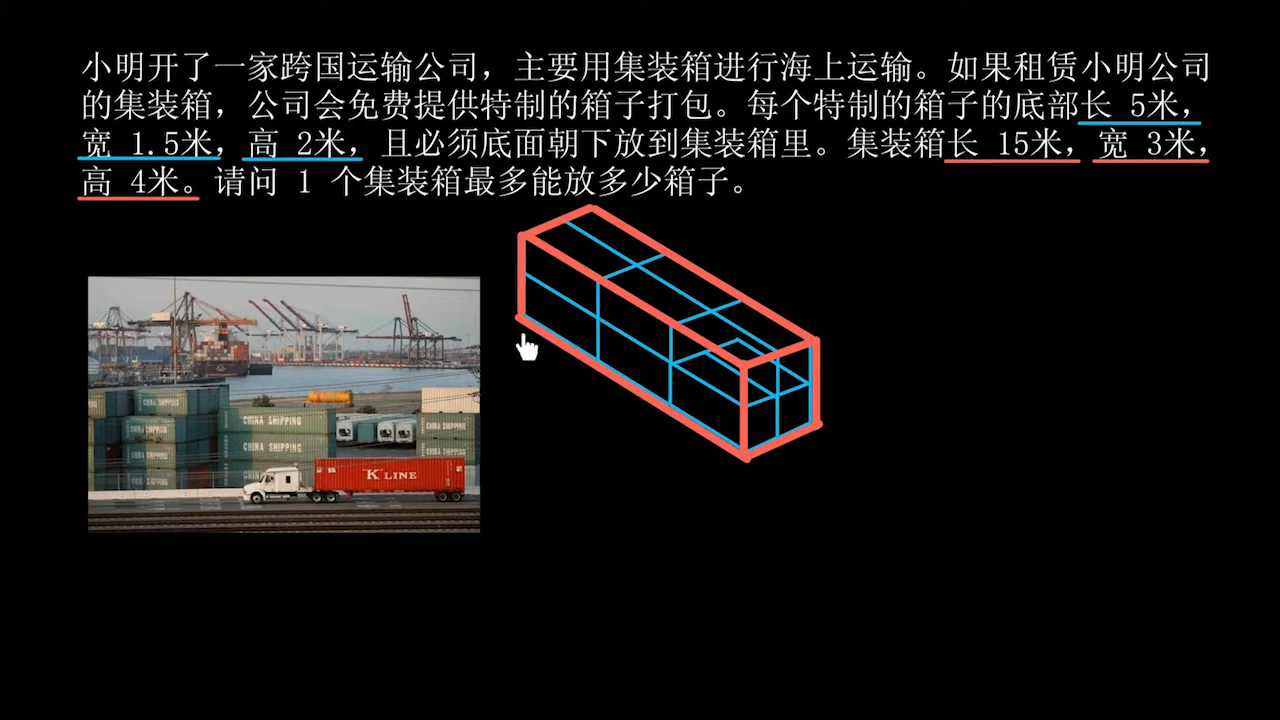 小明开了一家跨国运输公司，主要用集装箱进行海上运输。如果租赁小明公司
的集装箱，公司会免费提供特制的箱子打包。每个特制的箱子的底部长 5米，
宽 1.5米，高 2米，且必须底面朝下放到集装箱里。集装箱长 15米，宽 3米，
高 4米。请问 1 个集装箱最多能放多少箱子。
CHINA SHIPPING
CHINA SHIPPING
CHINA SHIPPING
CHINA SHIPPING
CHINA SHIPPING
K LINE